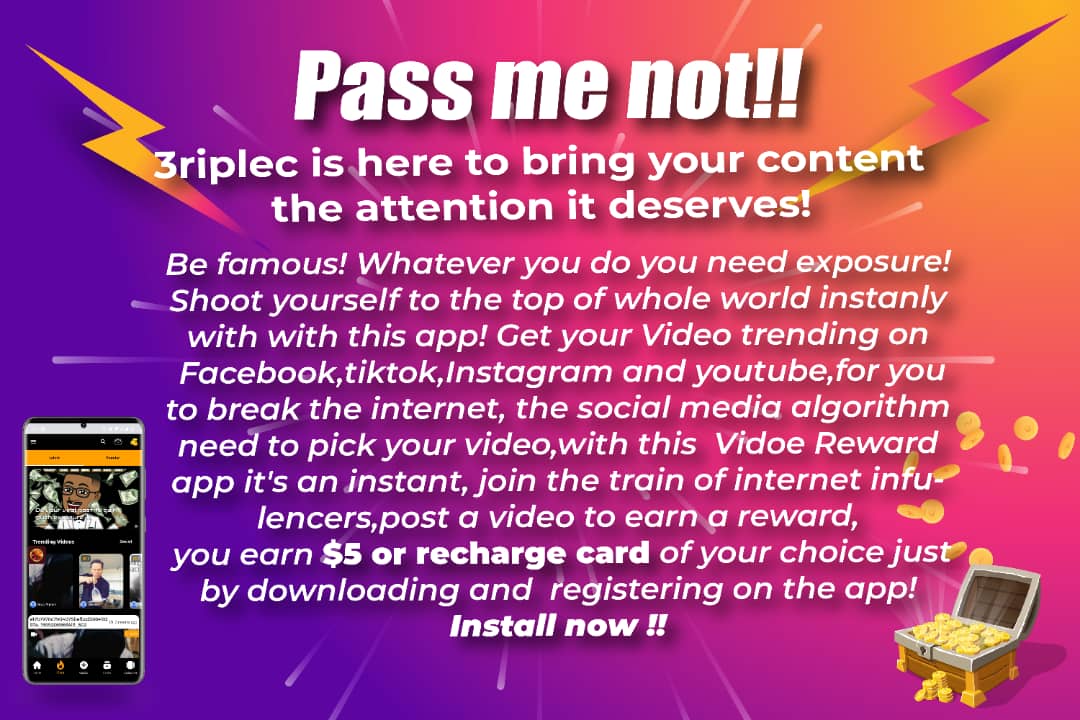 Pass me not!!
3riplec is here to bring your content
the attention it deserves!
Be famous! Whatever you do you need exposure!
Shoot yourself to the top of whole world instanly
with with this app! Get your Video trending on
Facebook,tiktok,Instagram and youtube,for you
to break the internet, the social media algorithm
need to pick your video,with this Vidoe Reward
app it's an instant, join the train of internet infu-
lencers,post a video to earn a reward,
you earn $5 or recharge card of your choice just
by downloading and registering on the app!
Install now !!
Trending Videos